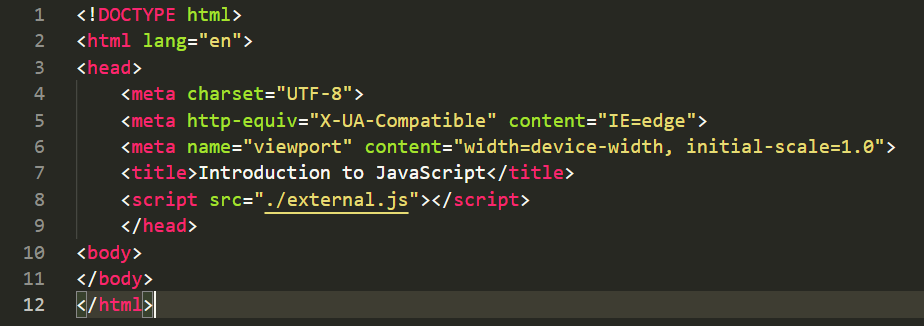 1 <!DOCTYPE html>
2 <html lang="en">
3 <head>
4     <meta charset="UTF-8">
5     <meta http-equiv="X-UA-Compatible" content="IE=edge">
6     <meta name="viewport" content="width=device-width, initial-scale=1.0">
7     <title>Introduction to JavaScript</title>
8     <script src="./external.js"></script>
9     </head>
10 <body>
11 </body>
12 </html>